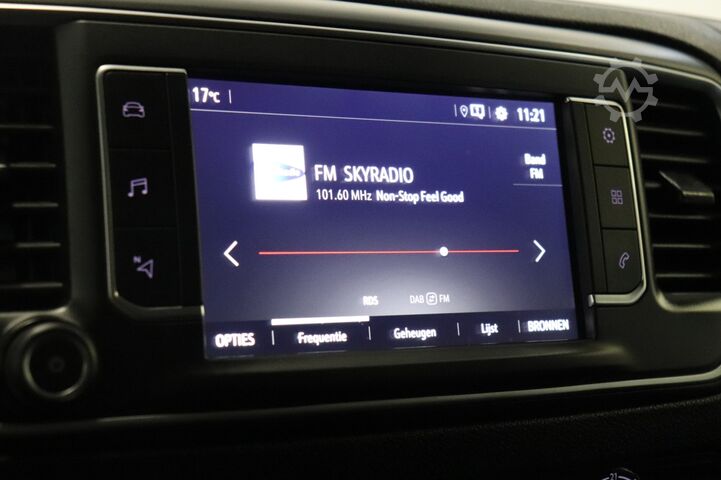 17°C
11:21
FM SKYRADIO
Band
FM
101.60 MHz Non-Stop Feel Good
N
RDS
DAB FM
OPTIES Frequentie Geheugen Lijst BRONNEN
21